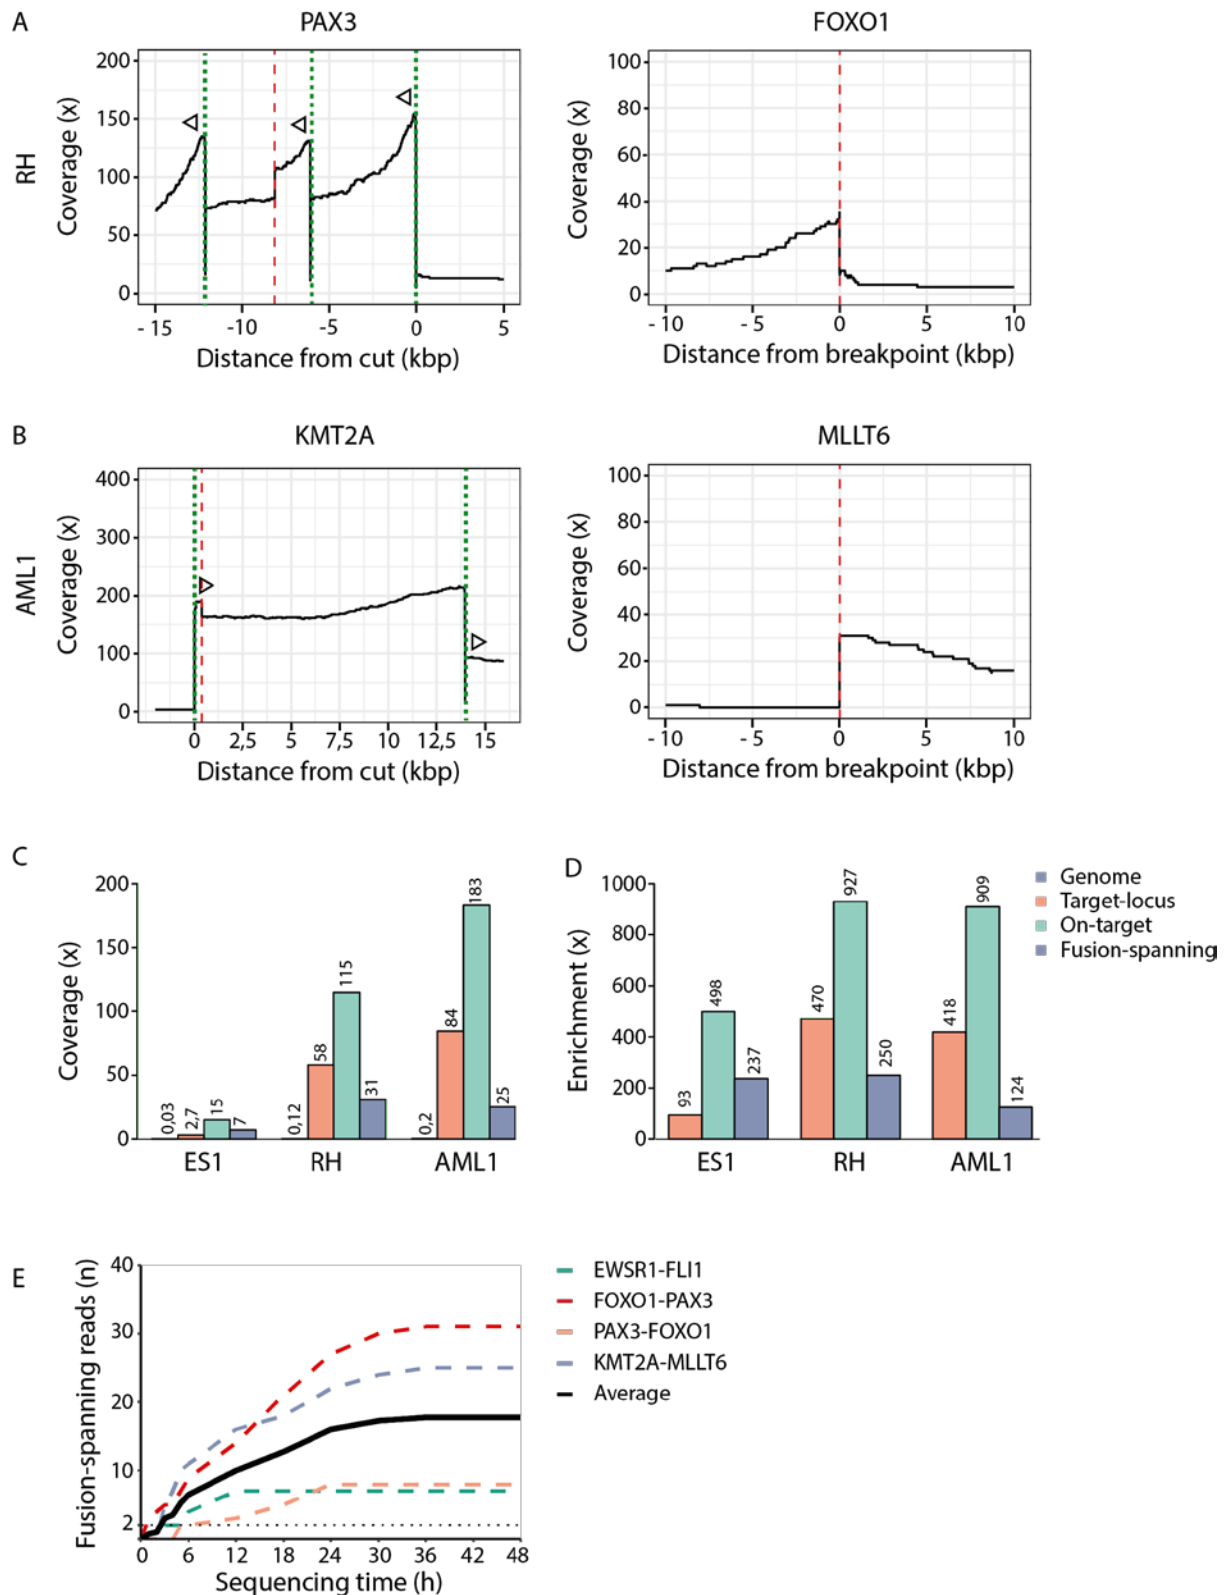 A
PAX3
FOXO1
RH
Coverage (x)
200
150
100
50
0
- 15
-10
-5
0
5
Distance from cut (kbp)
Coverage (x)
100
80
60
40
20
0
- 10
- 5
0
5
10
Distance from breakpoint (kbp)
B
KMT2A
MLLT6
AML1
Coverage (x)
400
300
200
100
0
0
2,5
5
7,5
10
12,5
15
Distance from cut (kbp)
Coverage (x)
100
80
60
40
20
0
- 10
- 5
0
5
10
Distance from breakpoint (kbp)
C
Coverage (x)
200
150
100
50
0
0,03
2,7
15
7
0,12
58
115
31
0,2
84
183
25
ES1
RH
AML1
D
Enrichment (x)
1000
800
600
400
200
0
93
498
237
470
927
250
418
909
124
ES1
RH
AML1
Genome
Target-locus
On-target
Fusion-spanning
E
Fusion-spanning reads (n)
40
30
20
10
2
0
6
12
18
24
30
36
42
48
Sequencing time (h)
EWSR1-FLI1
FOXO1-PAX3
PAX3-FOXO1
KMT2A-MLLT6
Average